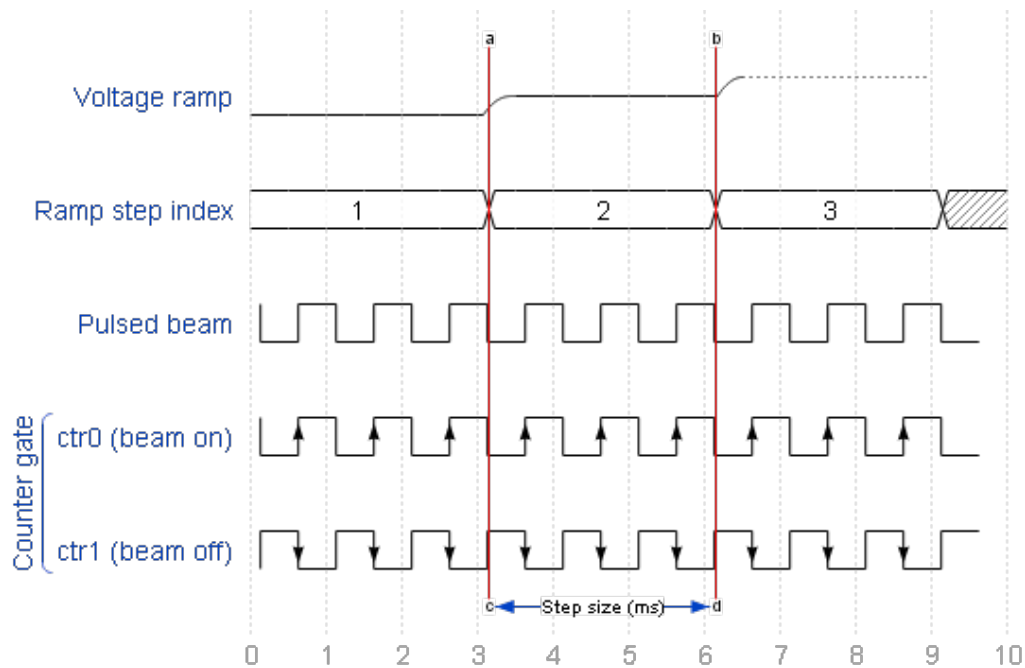 a
b
Voltage ramp
Ramp step index
1
2
3
Pulsed beam
Counter gate
ctr0 (beam on)
ctr1 (beam off)
c
Step size (ms)
d
0 1 2 3 4 5 6 7 8 9 10